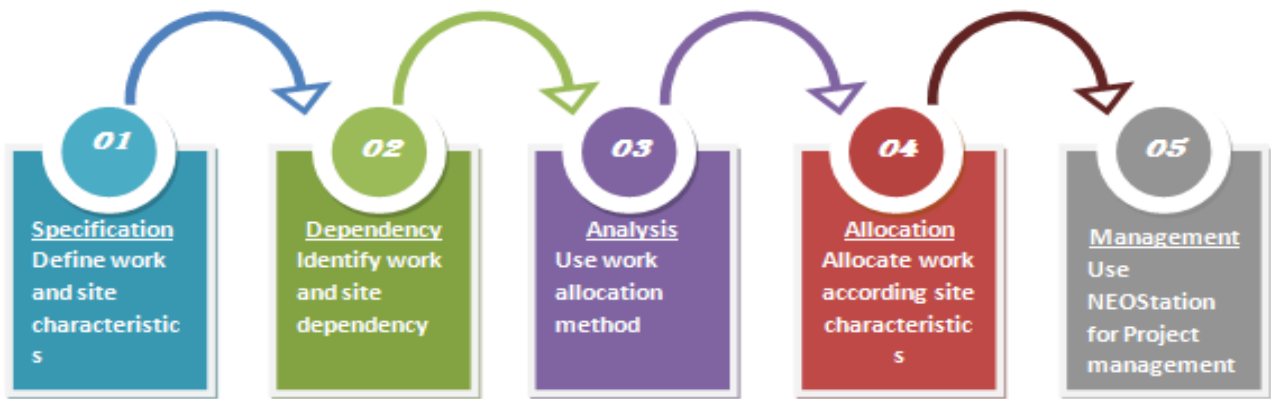 01
Specification
Define work
and site
characteristic
s
02
Dependency
Identify work
and site
dependency
03
Analysis
Use work
allocation
method
04
Allocation
Allocate work
according site
characteristic
s
05
Management
Use
NEOStation
for Project
management